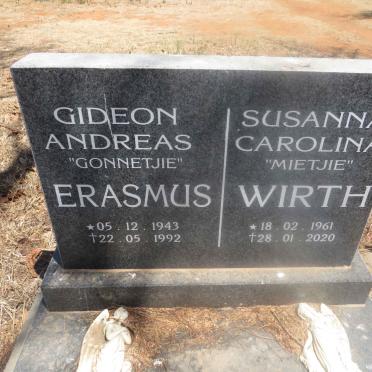 GIDEON
ANDREAS
"GONNETJIE"
ERASMUS
★05.12.1943
†22.05.1992
SUSANNA
CAROLINA
"MIETJIE"
WIRTH
★18.02.1961
†28.01.2020